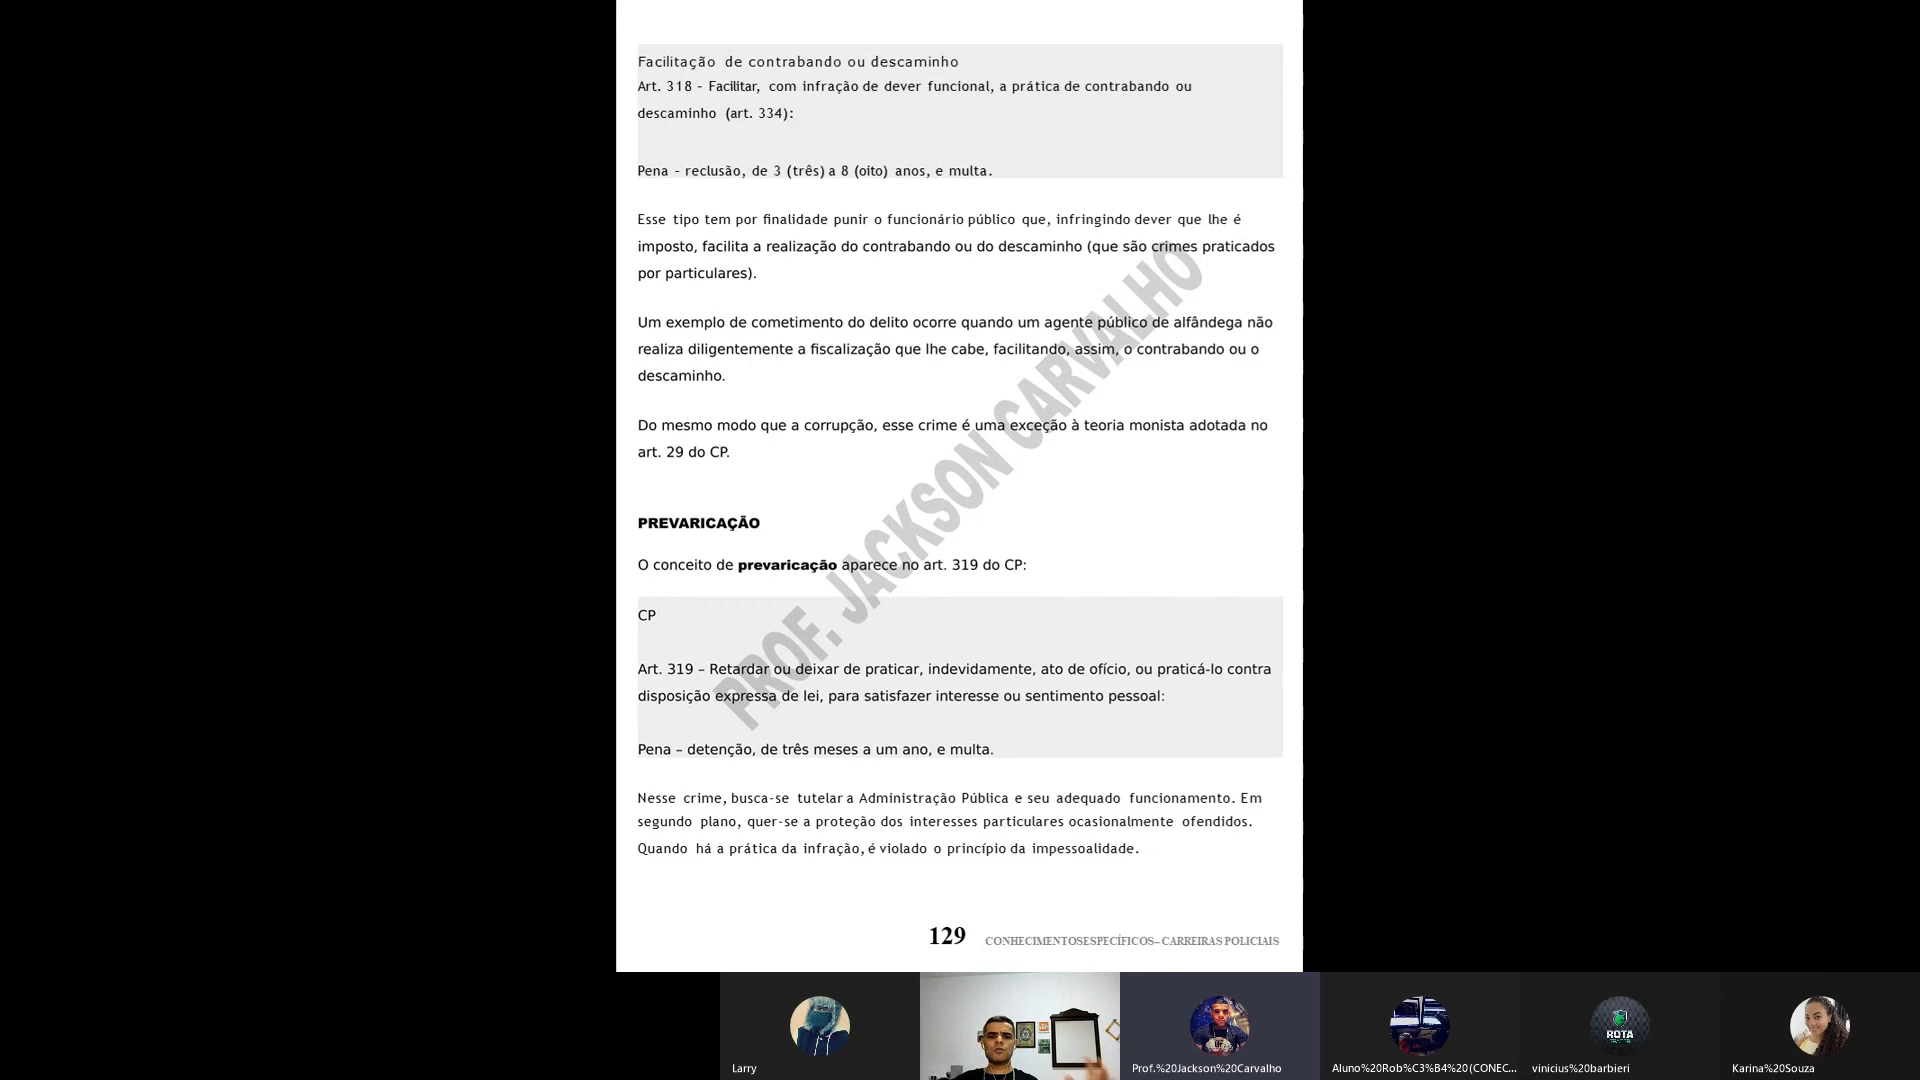 Facilitação de contrabando ou descaminho
Art. 318 – Facilitar, com infração de dever funcional, a prática de contrabando ou
descaminho (art. 334):
Pena – reclusão, de 3 (três) a 8 (oito) anos, e multa.
Esse tipo tem por finalidade punir o funcionário público que, infringindo dever que lhe é
imposto, facilita a realização do contrabando ou do descaminho (que são crimes praticados
por particulares).
Um exemplo de cometimento do delito ocorre quando um agente público de alfândega não
realiza diligentemente a fiscalização que lhe cabe, facilitando, assim, o contrabando ou o
descaminho.
Do mesmo modo que a corrupção, esse crime é uma exceção à teoria monista adotada no
art. 29 do CP.
PROF. JACKSON CARVALHO
PREVARICAÇÃO
O conceito de prevaricação aparece no art. 319 do CP:
CP
Art. 319 – Retardar ou deixar de praticar, indevidamente, ato de ofício, ou praticá-lo contra
disposição expressa de lei, para satisfazer interesse ou sentimento pessoal:
Pena – detenção, de três meses a um ano, e multa.
Nesse crime, busca-se tutelar a Administração Pública e seu adequado funcionamento. Em
segundo plano, quer-se a proteção dos interesses particulares ocasionalmente ofendidos.
Quando há a prática da infração, é violado o princípio da impessoalidade.
129 CONHECIMENTOSESPECÍFICOS– CARREIRAS POLICIAIS
ROTA
Larry
Prof.%20Jackson%20Carvalho
Aluno%20Rob%C3%B4%20(CONEC...
vinicius%20barbieri
Karina%20Souza